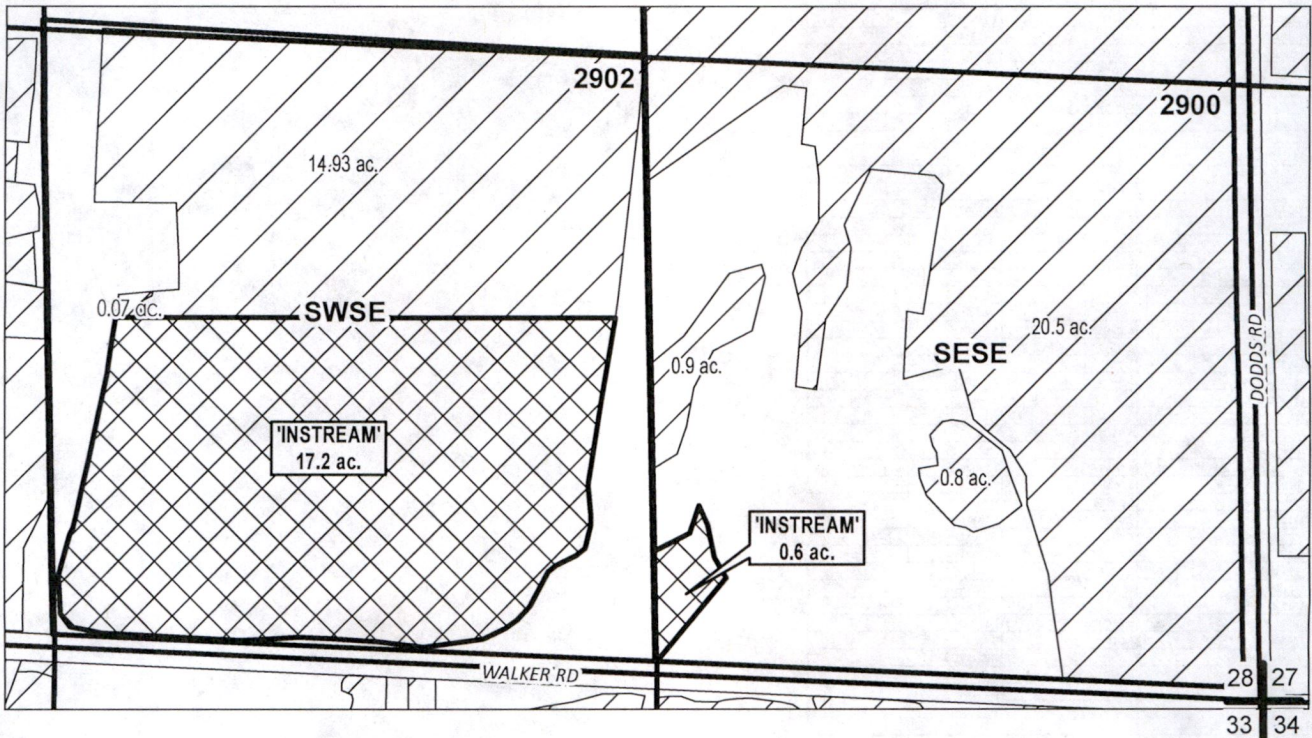 2902
2900
14.93 ac.
0.07 ac.
SWSE
20.5 ac.
SESE
0.9 ac.
DODDS RD
'INSTREAM'
17.2 ac.
0.8 ac.
'INSTREAM'
0.6 ac.
WALKER RD
28 27
33 34